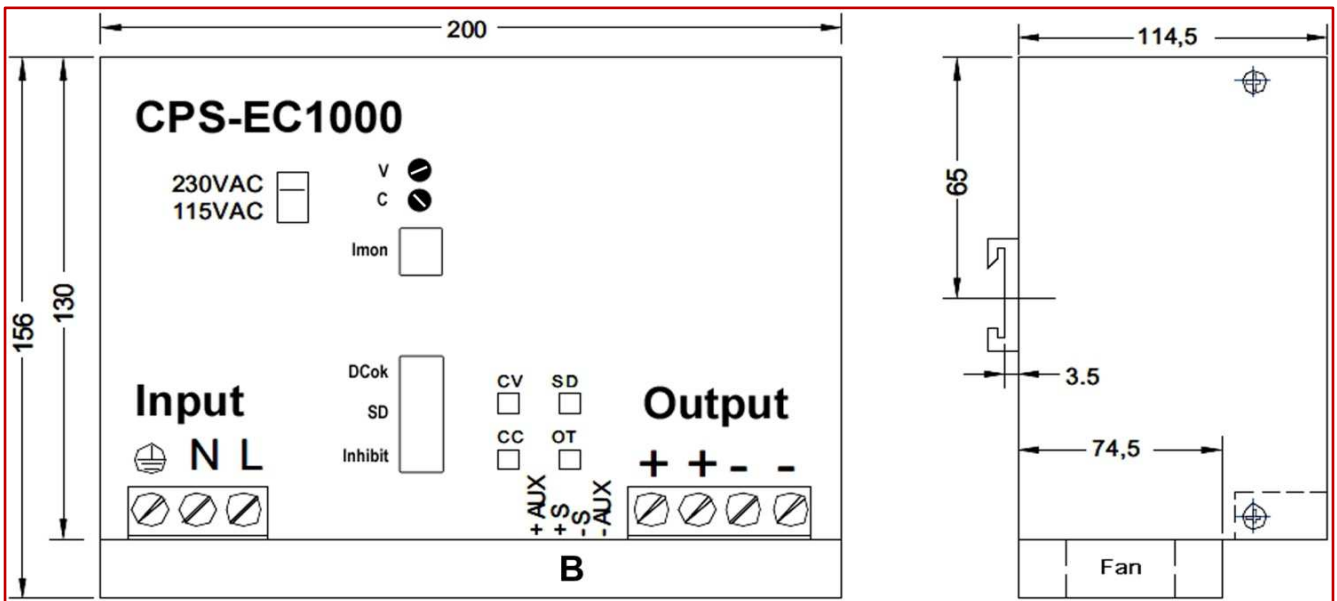 200
114,5
CPS-EC1000
V
230VAC
C
115VAC
65
Imon
156
130
DCok
3.5
CV SD
Input
SD
Output
CC OT
N L
Inhibit
+ + - -
74,5
+AUX
+S
-S
-AUX
B
Fan